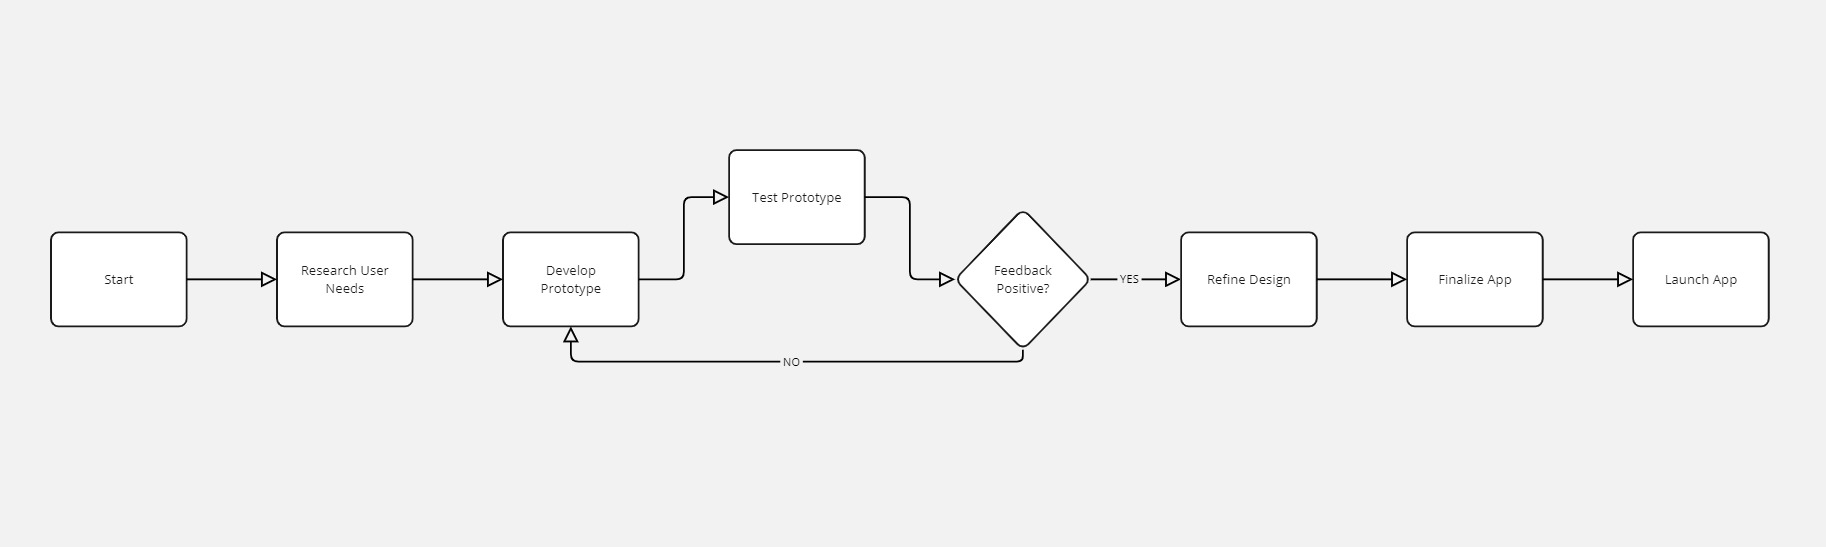 Start
Research User
Needs
Develop
Prototype
Test Prototype
Feedback
Positive?
YES
NO
Refine Design
Finalize App
Launch App